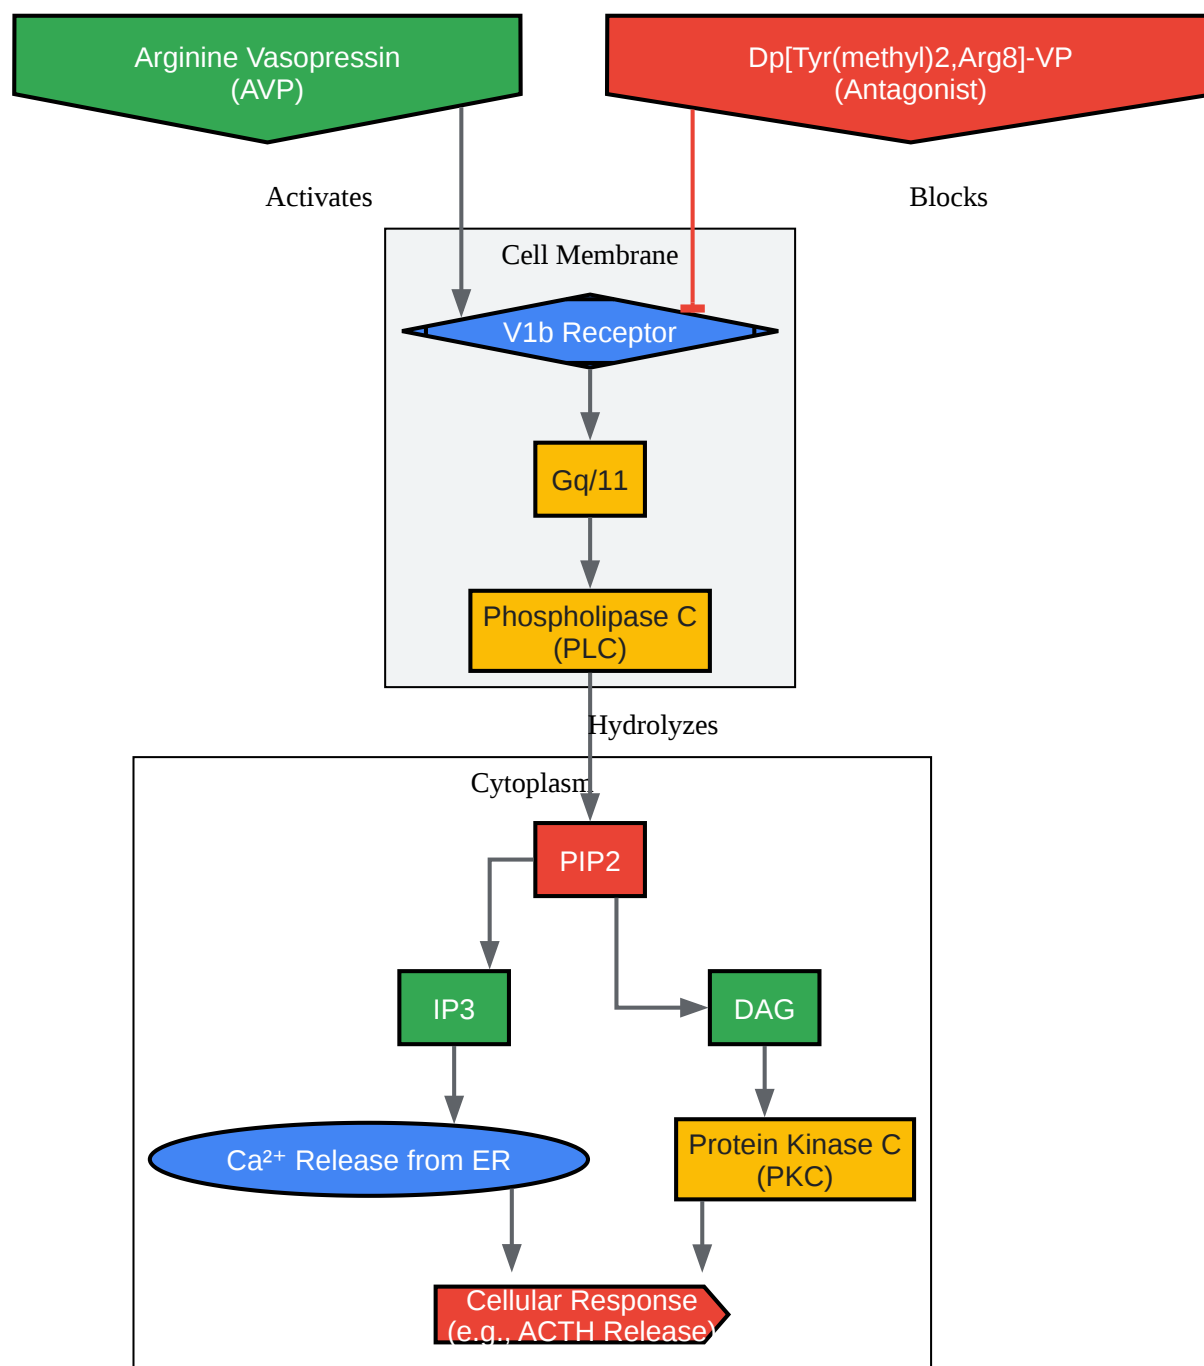 Arginine Vasopressin
(AVP)
Dp[Tyr(methyl)2,Arg8]-VP
(Antagonist)
Activates
Blocks
Cell Membrane
V1b Receptor
Gq/11
Phospholipase C
(PLC)
Hydrolyzes
Cytoplasm
PIP2
IP3
DAG
Ca²⁺ Release from ER
Protein Kinase C
(PKC)
Cellular Response
(e.g., ACTH Release)